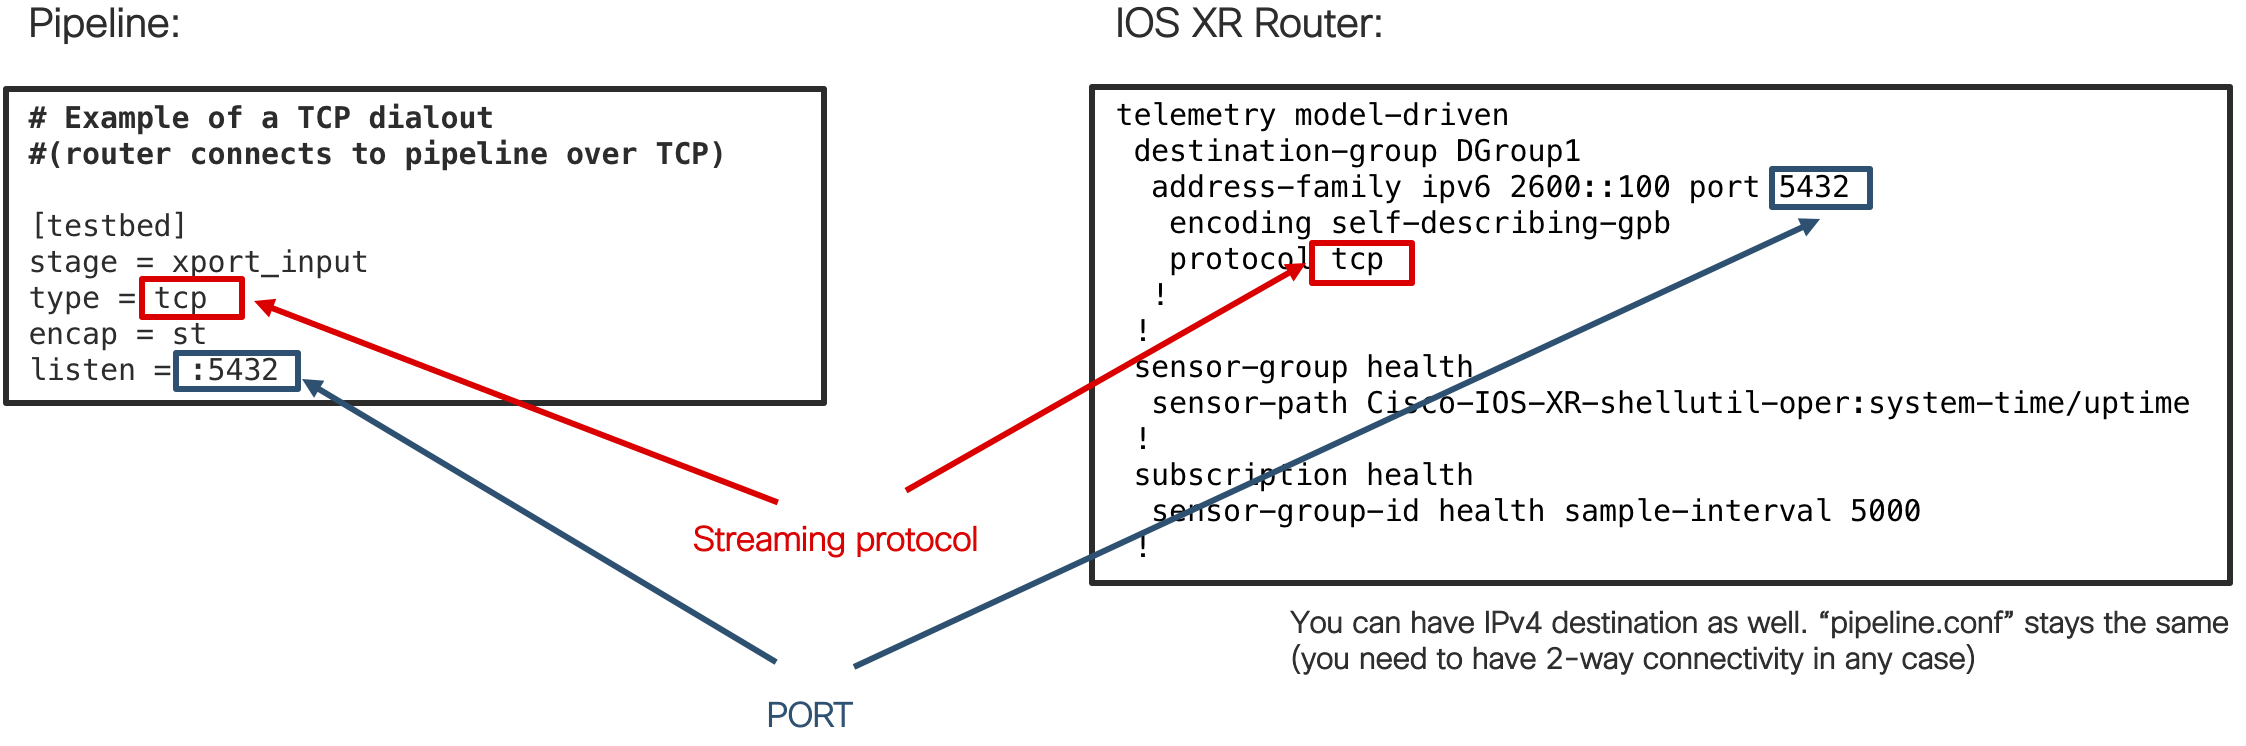 Pipeline:
# Example of a TCP dialout
#(router connects to pipeline over TCP)
[testbed]
stage = xport_input
type = tcp
encap = st
listen = :5432
IOS XR Router:
telemetry model-driven
destination-group DGroup1
address-family ipv6 2600::100 port 5432
encoding self-describing-gpb
protocol tcp
!
!
sensor-group health
sensor-path Cisco-IOS-XR-shellutil-oper:system-time/uptime
!
subscription health
sensor-group-id health sample-interval 5000
!
Streaming protocol
PORT
You can have IPv4 destination as well. “pipeline.conf” stays the same
(you need to have 2-way connectivity in any case)